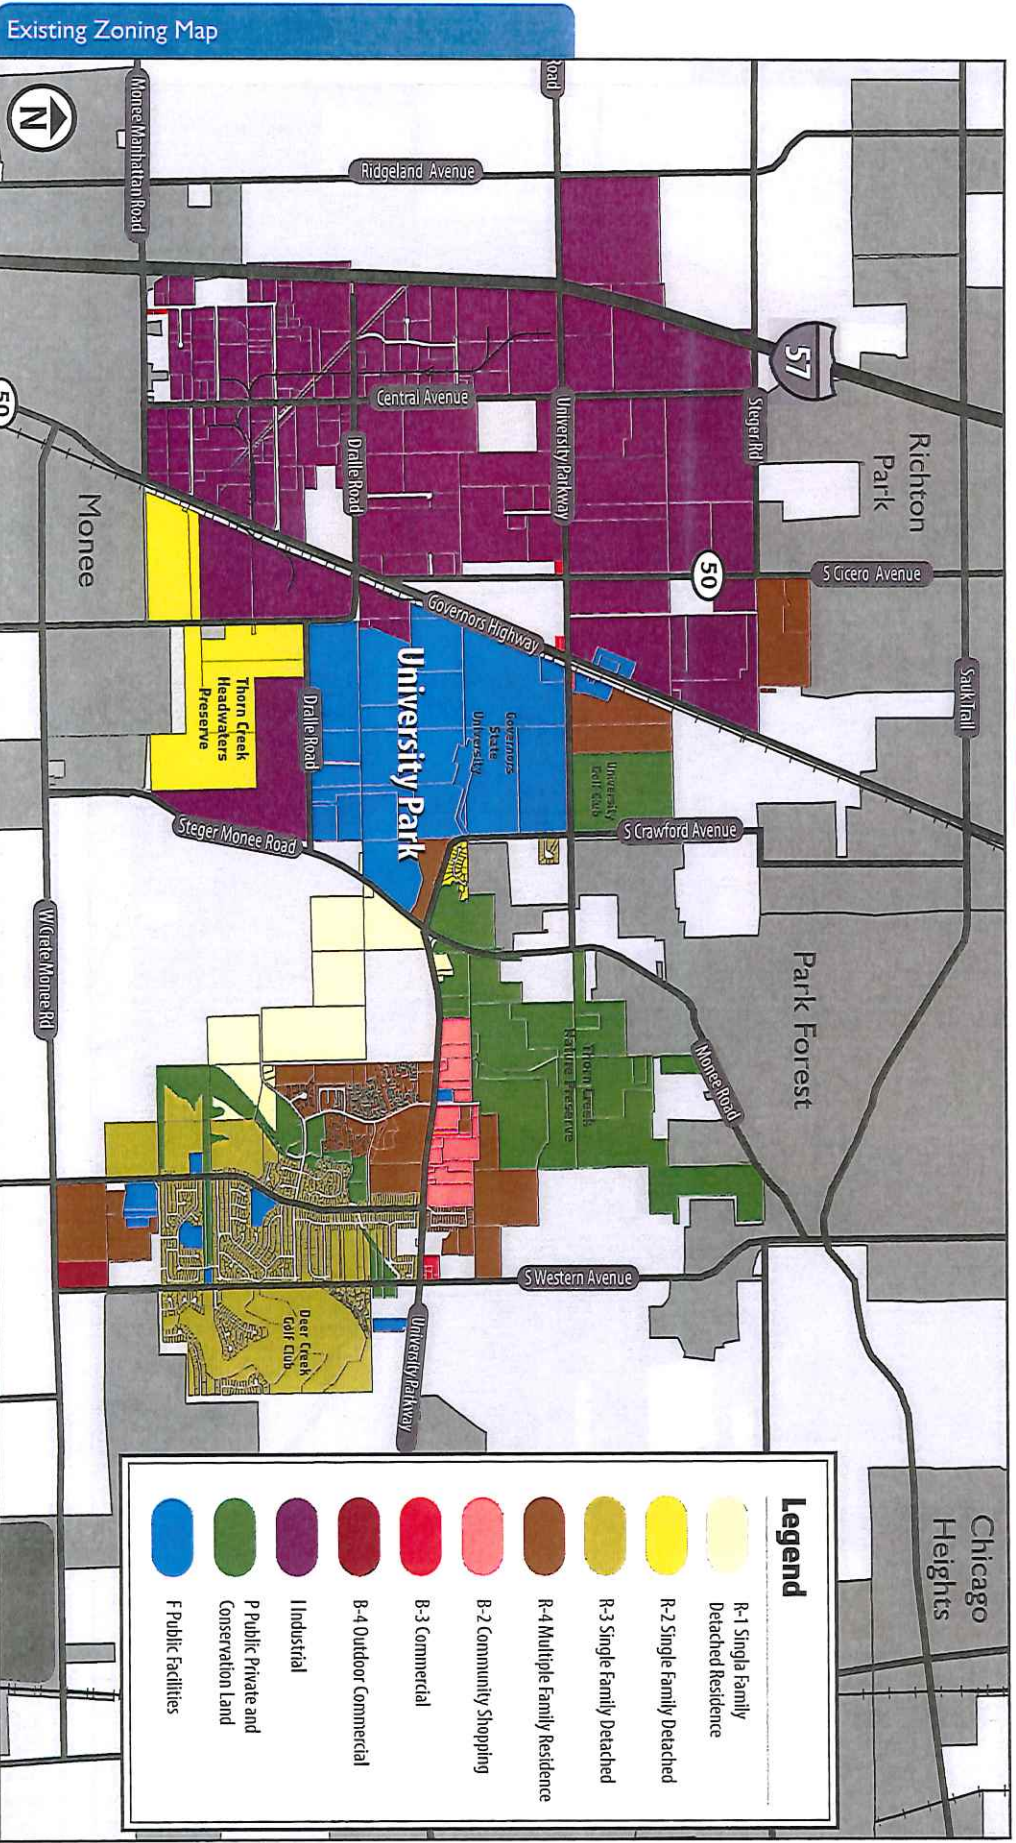 Existing Zoning Map
N
Monee Manhattan Road
Road
Ridgeland Avenue
57
Richton
Park
Central Avenue
University Parkway
Steger Rd
Dralle Road
50
50
S Cicero Avenue
Monee
Governors Highway
Sauk Trail
University Park
Governors
State
University
University
Golf Club
Thorn Creek
Headwaters
Preserve
Dralle Road
S Crawford Avenue
Steger Monee Road
W Crete Monee Rd
Park Forest
Thorn Creek
Nature Preserve
Monee Road
S Western Avenue
Deer Creek
Golf Club
University Parkway
Chicago
Heights
Legend
R-1 Singla Family
Detached Residence
R-2 Single Family Detached
R-3 Single Family Detached
R-4 Multiple Family Residence
B-2 Community Shopping
B-3 Commercial
B-4 Outdoor Commercial
I Industrial
P Public Private and
Conservation Land
F Public Facilities